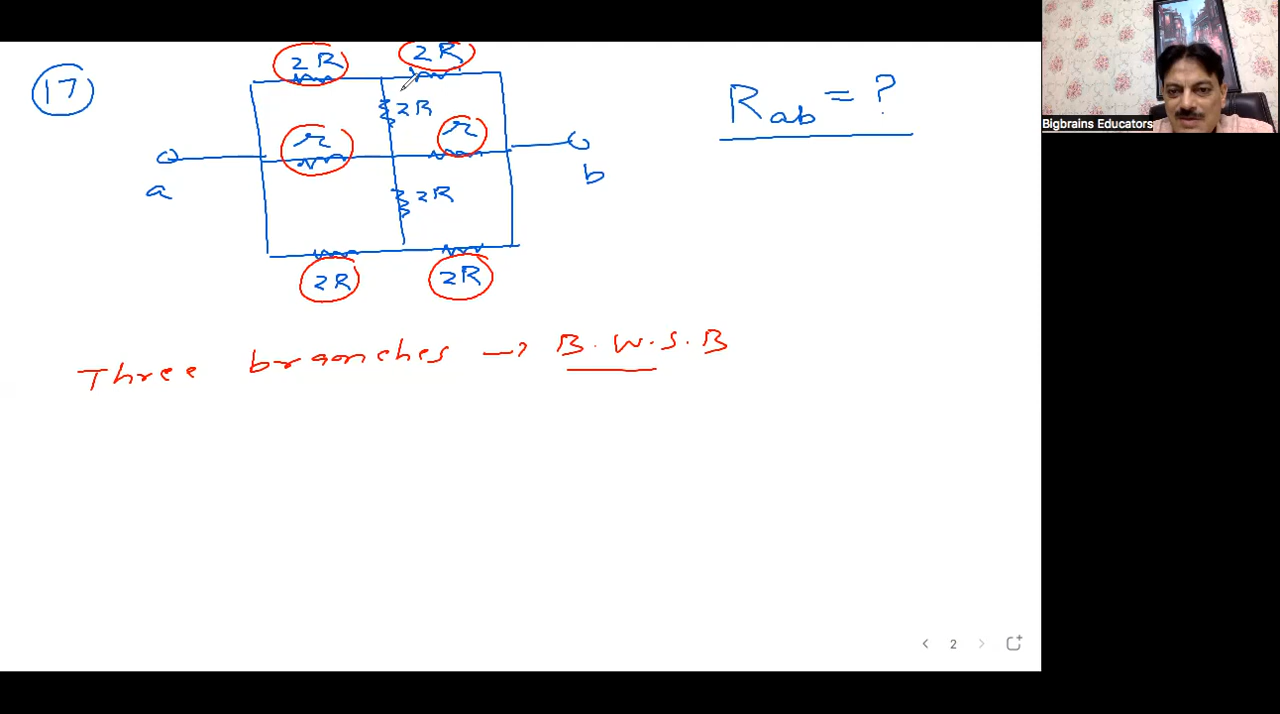 17
2R 2R
2R
r r
a b
2R
2R 2R
Rab = ?
Three branches → B.W.S.B
Bigbrains Educators
2